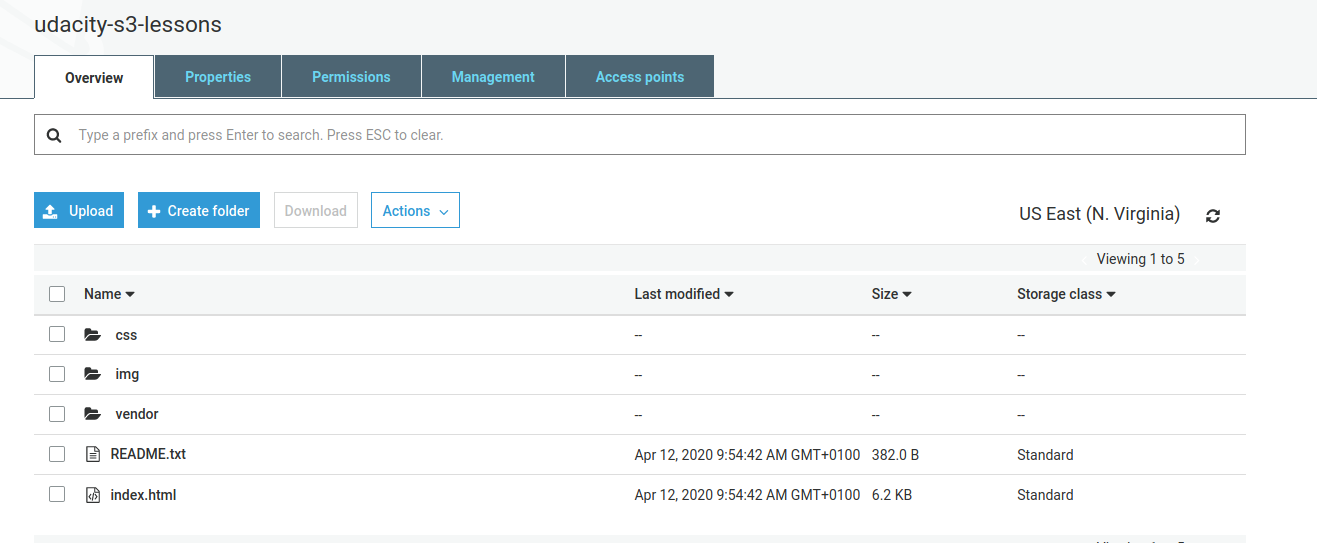 udacity-s3-lessons
Overview Properties Permissions Management Access points
Type a prefix and press Enter to search. Press ESC to clear.
Upload Create folder Download Actions US East (N. Virginia)
Viewing 1 to 5
Name Last modified Size Storage class
css -- -- --
img -- -- --
vendor -- -- --
README.txt Apr 12, 2020 9:54:42 AM GMT+0100 382.0 B Standard
index.html Apr 12, 2020 9:54:42 AM GMT+0100 6.2 KB Standard